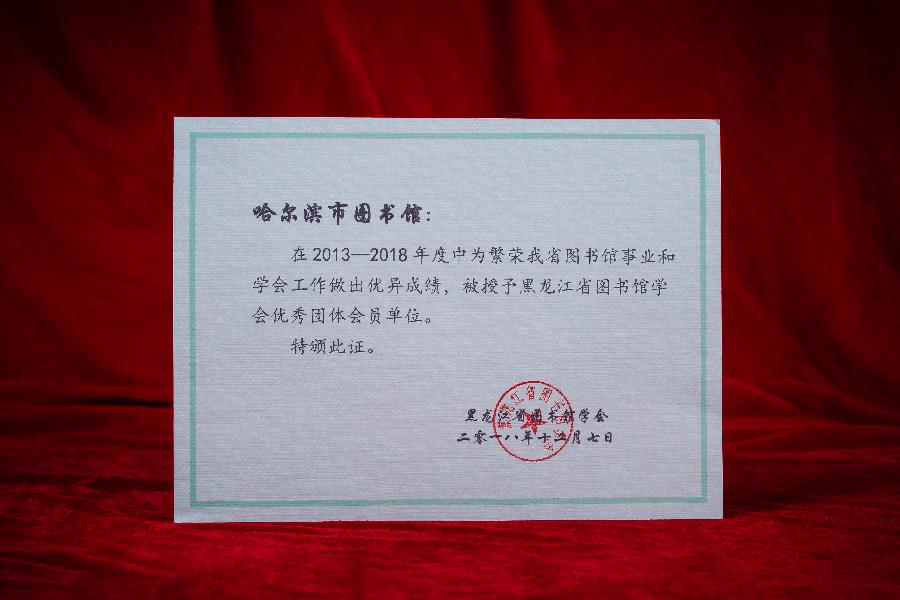 哈尔滨市图书馆：
在2013—2018年度中为繁荣我省图书馆事业和
学会工作做出优异成绩，被授予黑龙江省图书馆学
会优秀团体会员单位。
特颁此证。
黑龙江省图书馆学会
二零一八年十二月七日